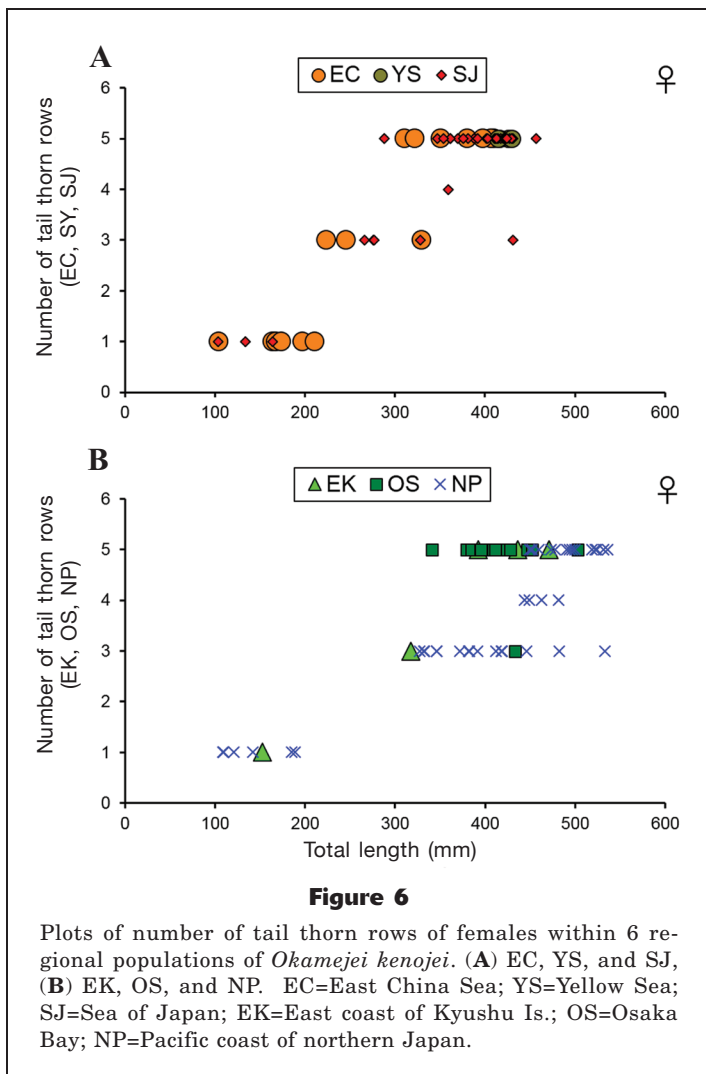 A
EC YS SJ
♀
Number of tail thorn rows
(EC, SY, SJ)
6
5
4
3
2
1
0
0 100 200 300 400 500 600
B
EK OS NP
♀
Number of tail thorn rows
(EK, OS, NP)
6
5
4
3
2
1
0
0 100 200 300 400 500 600
Total length (mm)
Figure 6
Plots of number of tail thorn rows of females within 6 re-
gional populations of Okamejei kenojei. (A) EC, YS, and SJ,
(B) EK, OS, and NP. EC=East China Sea; YS=Yellow Sea;
SJ=Sea of Japan; EK=East coast of Kyushu Is.; OS=Osaka
Bay; NP=Pacific coast of northern Japan.